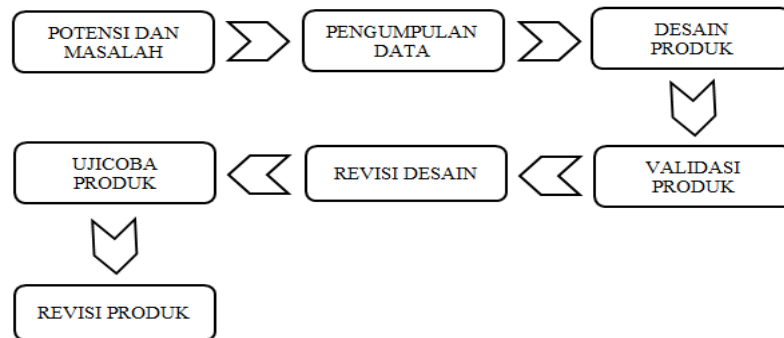 POTENSI DAN
MASALAH
PENGUMPULAN
DATA
DESAIN
PRODUK
VALIDASI
PRODUK
REVISI DESAIN
UJICOBA
PRODUK
REVISI PRODUK